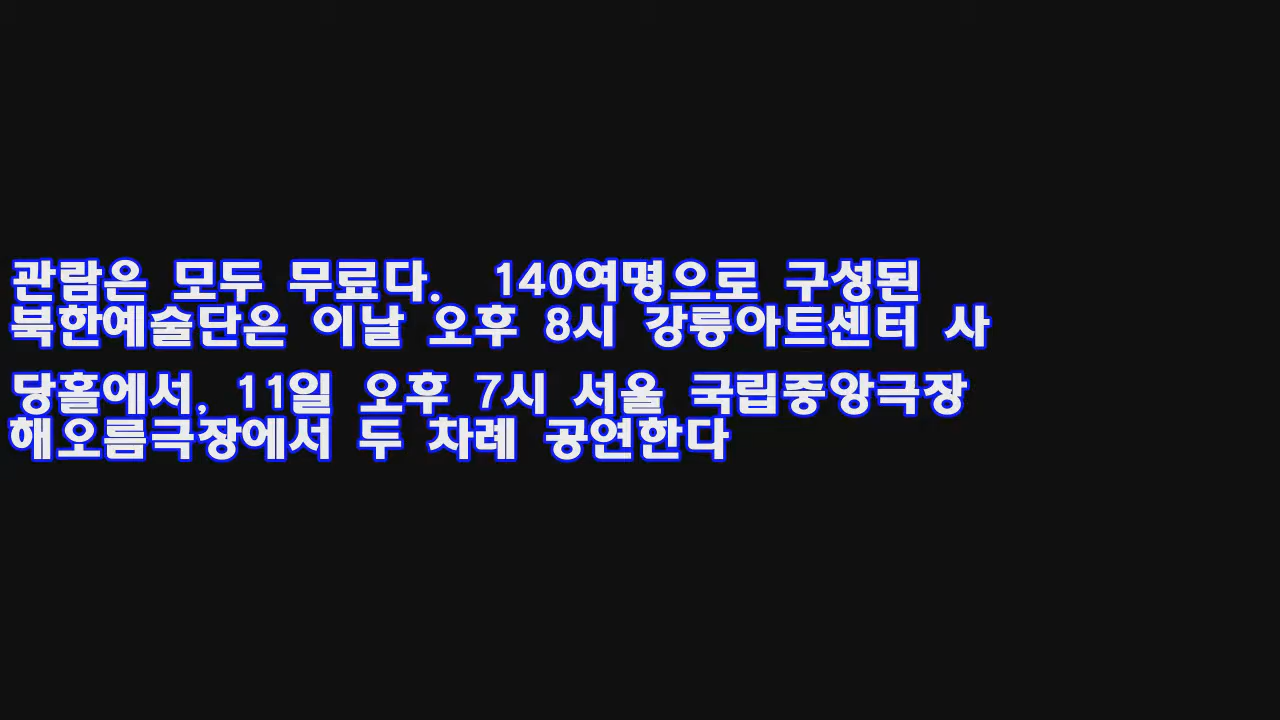 관람은 모두 무료다.  140여명으로 구성된
북한예술단은 이날 오후 8시 강릉아트센터 사
당홀에서, 11일 오후 7시 서울 국립중앙극장
해오름극장에서 두 차례 공연한다